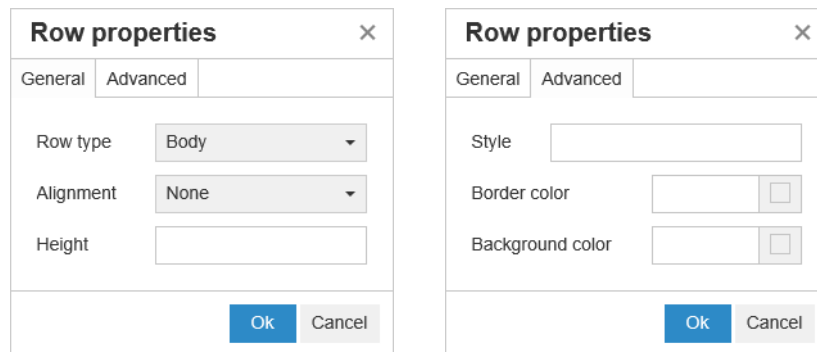 Row properties
General Advanced
Row type Body
Alignment None
Height
Ok Cancel
Row properties
General Advanced
Style
Border color
Background color
Ok Cancel